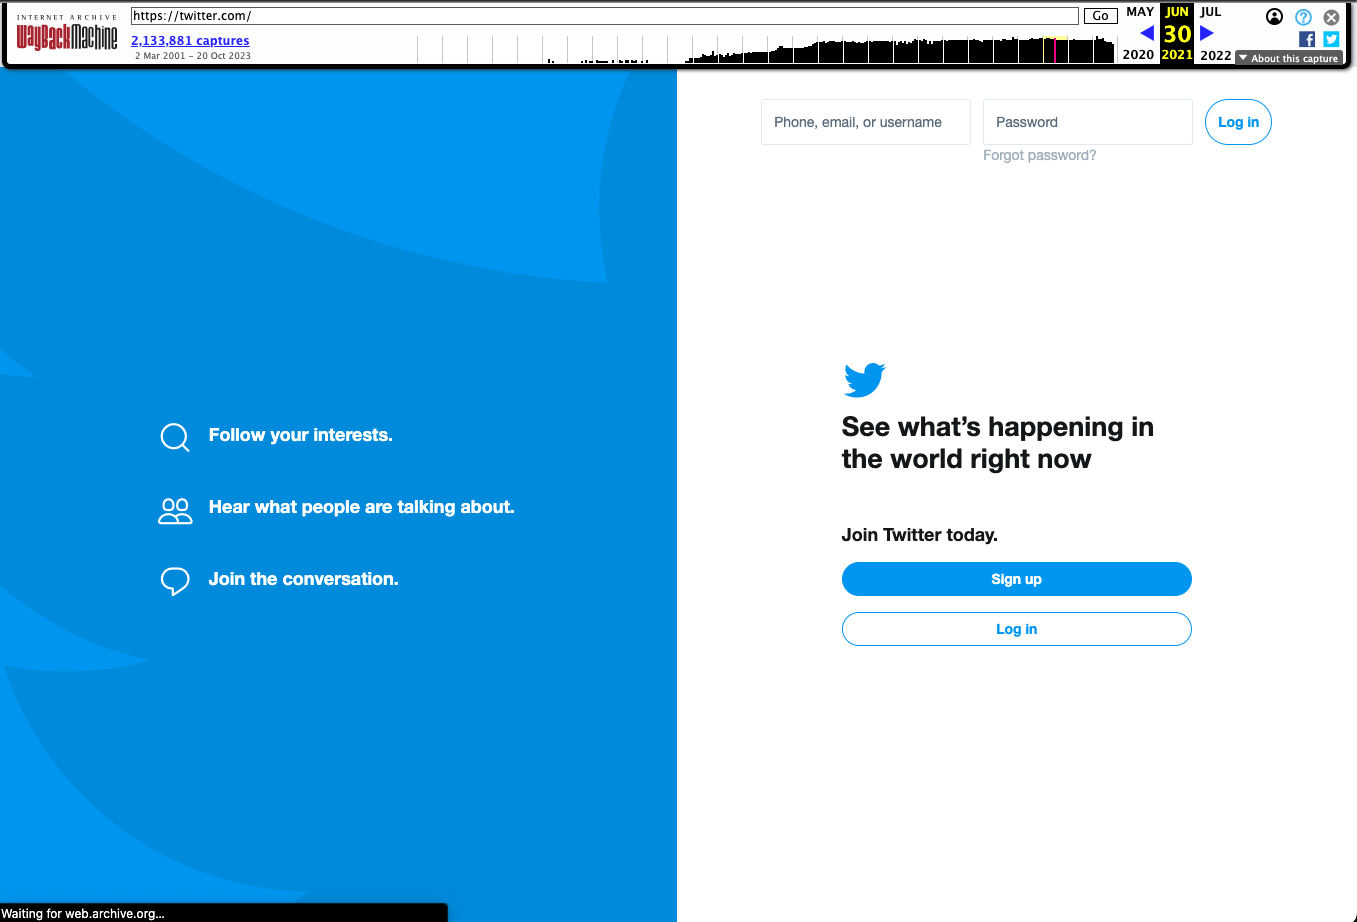 INTERNET ARCHIVE
WayBackMachine
https://twitter.com/
Go
2,133,881 captures
2 Mar 2001 – 20 Oct 2023
MAY JUN JUL
30
2020 2021 2022
About this capture
Phone, email, or username
Password
Log in
Forgot password?
Follow your interests.
Hear what people are talking about.
Join the conversation.
See what’s happening in
the world right now
Join Twitter today.
Sign up
Log in
Waiting for web.archive.org...